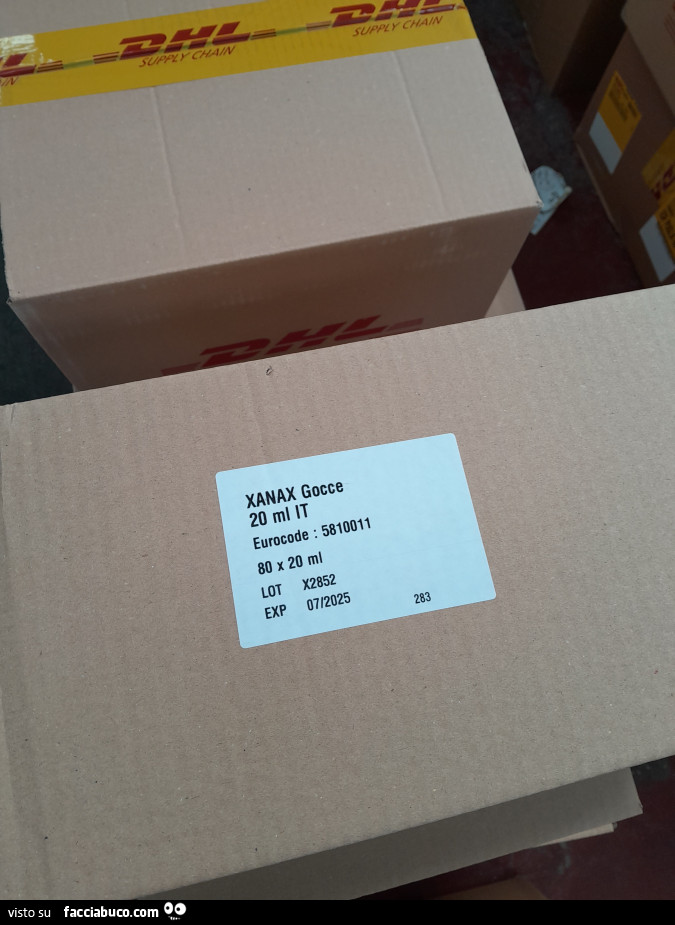 DHL
SUPPLY CHAIN
DHL
SUPPLY CHAIN
DHL
XANAX Gocce
20 ml IT
Eurocode : 5810011
80 x 20 ml
LOT X2852
EXP 07/2025 283
visto su facciabuco.com